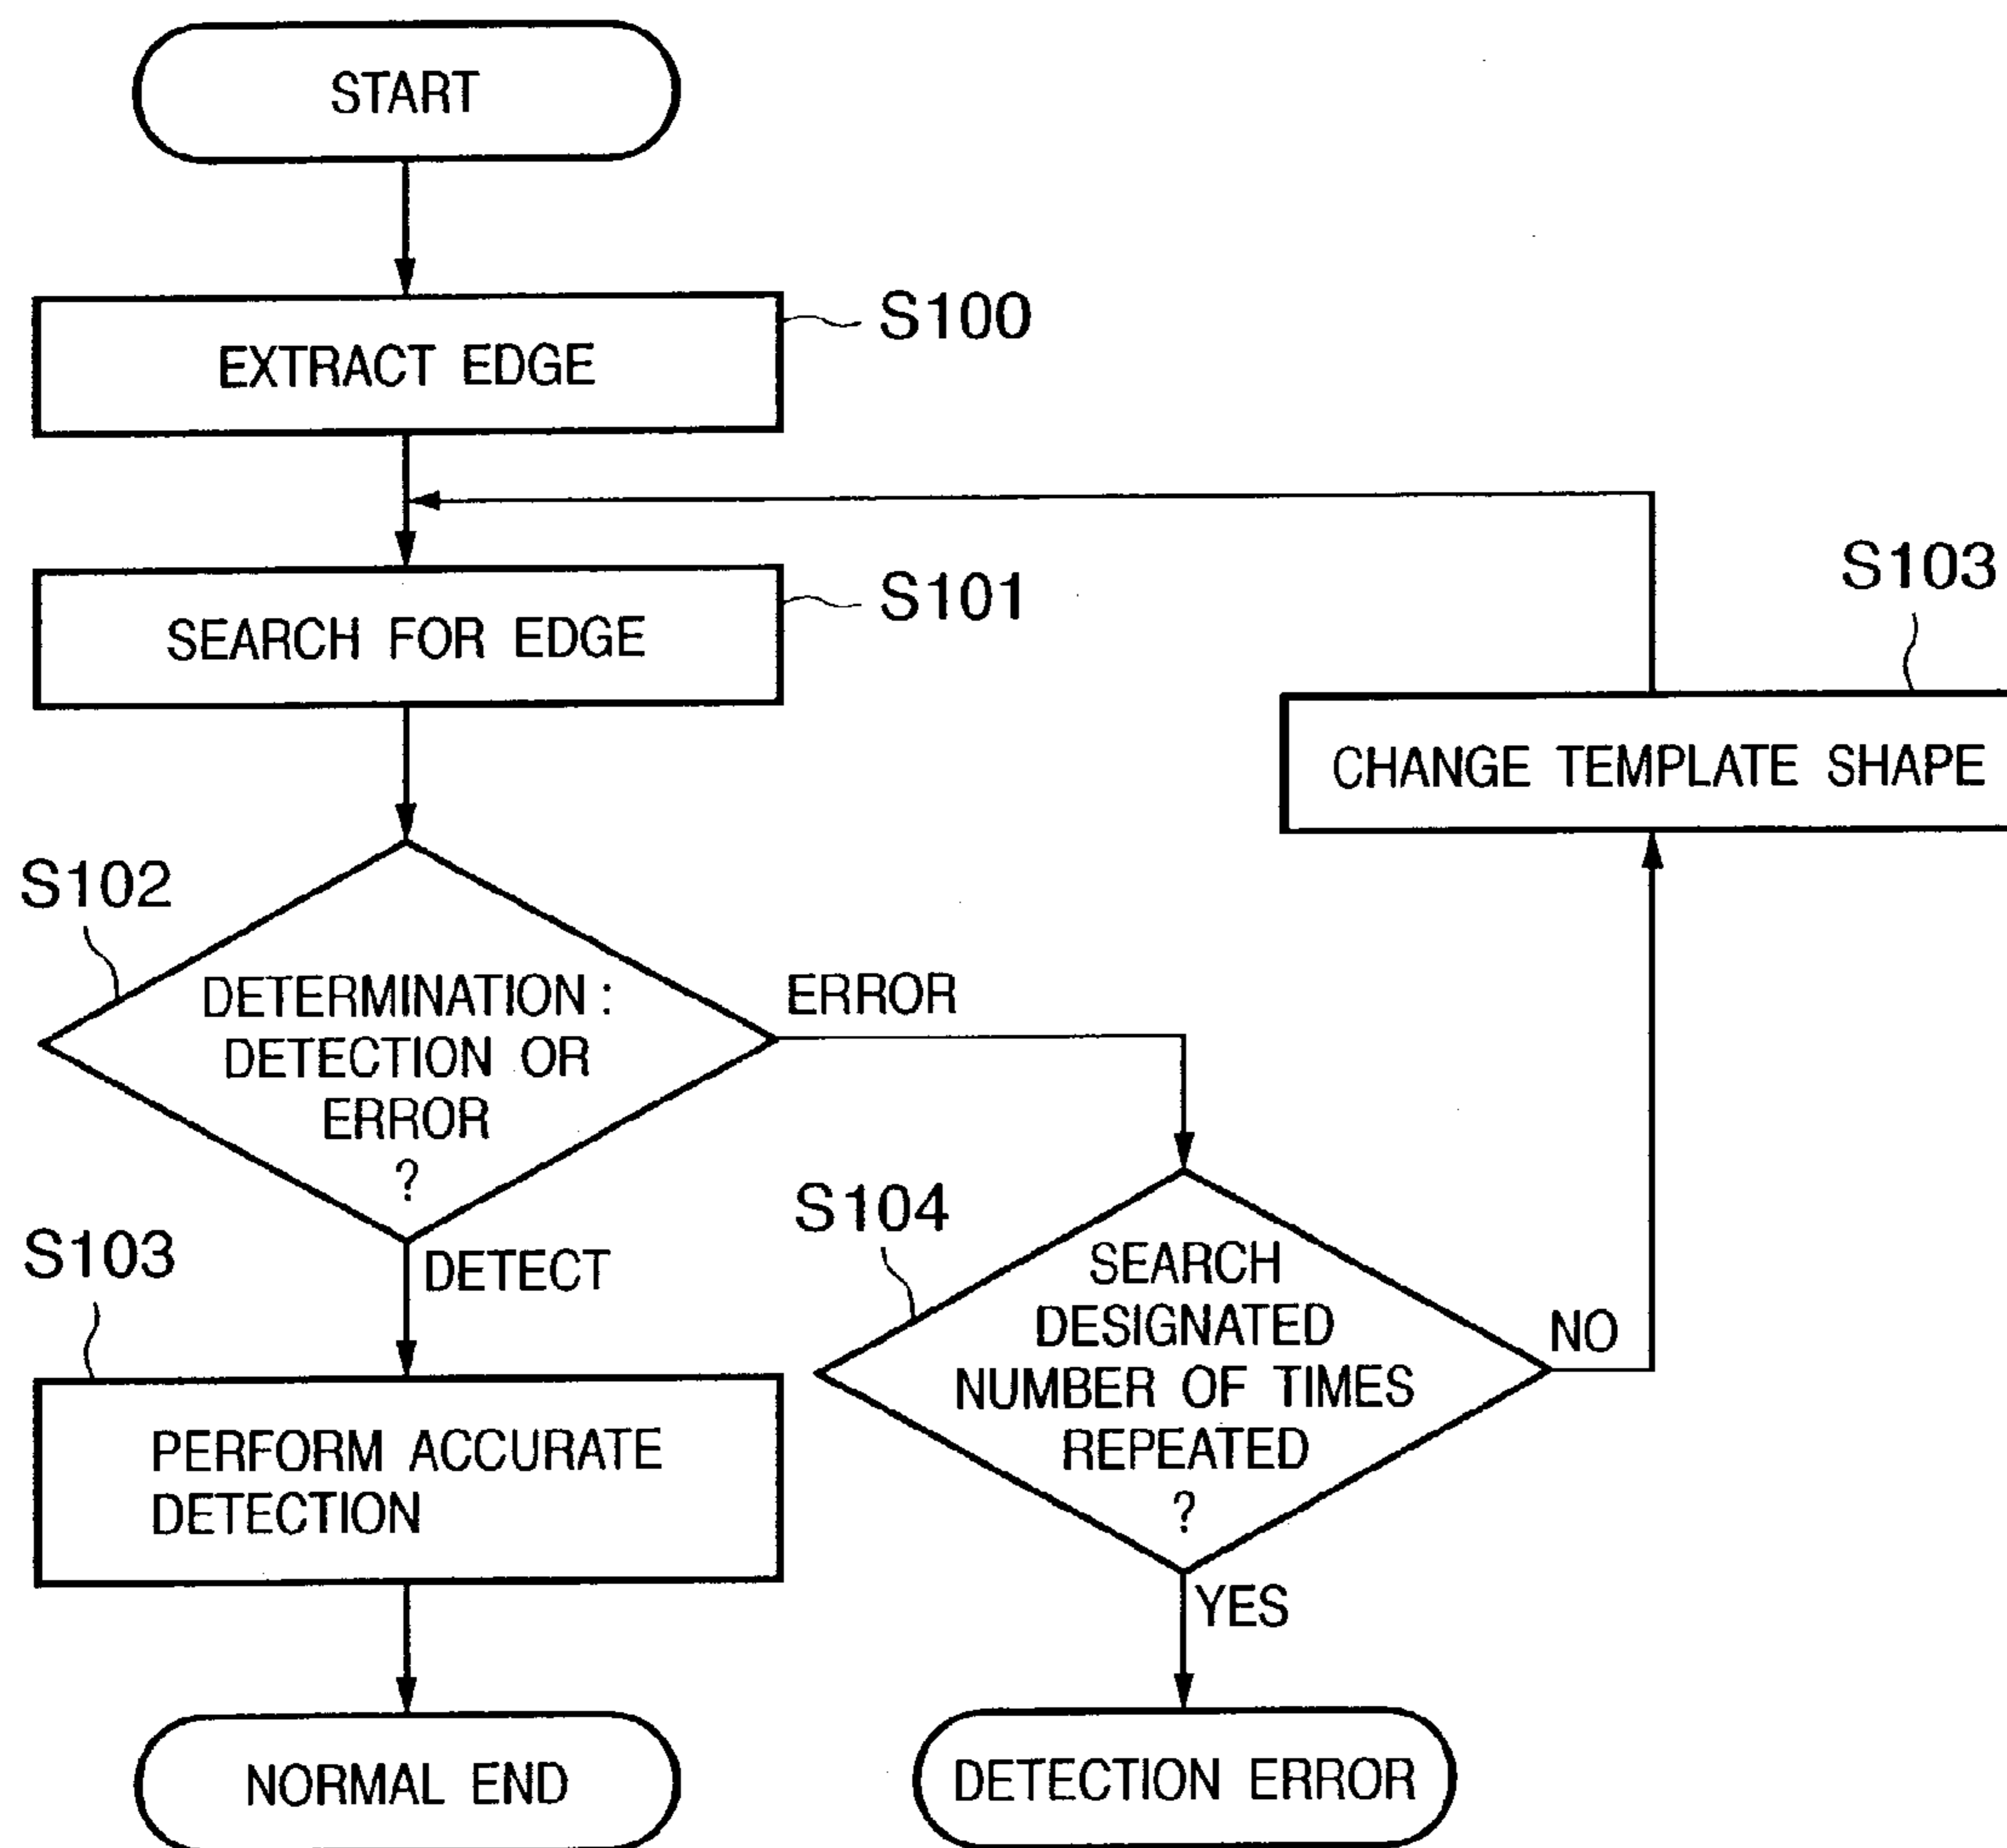 START
S100
EXTRACT EDGE
S101
SEARCH FOR EDGE
S103
CHANGE TEMPLATE SHAPE
S102
DETERMINATION:
DETECTION OR
ERROR
?
ERROR
DETECT
S104
SEARCH
DESIGNATED
NUMBER OF TIMES
REPEATED
?
NO
YES
S103
PERFORM ACCURATE
DETECTION
NORMAL END
DETECTION ERROR